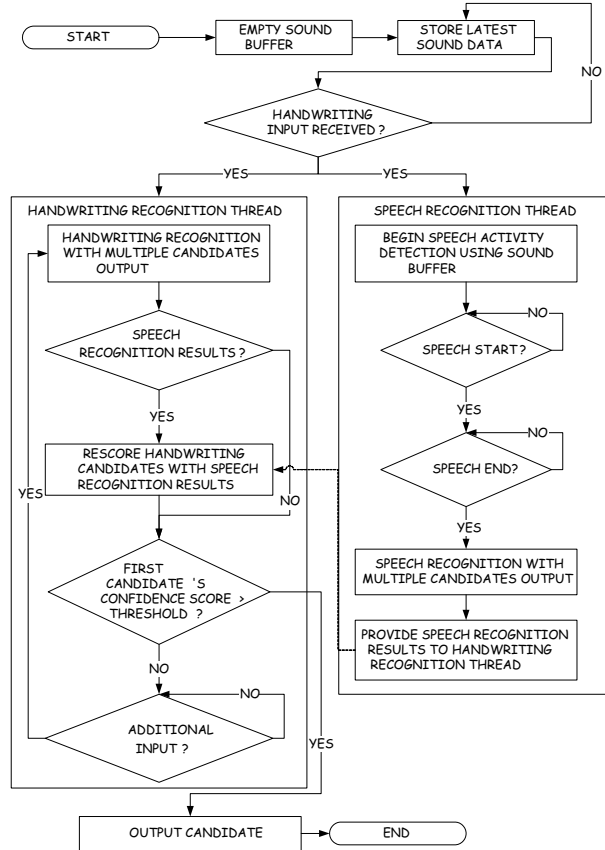 START
EMPTY SOUND
BUFFER
STORE LATEST
SOUND DATA
NO
HANDWRITING
INPUT RECEIVED ?
YES
YES
HANDWRITING RECOGNITION THREAD
HANDWRITING RECOGNITION
WITH MULTIPLE CANDIDATES
OUTPUT
SPEECH
RECOGNITION RESULTS ?
YES
RESCORE HANDWRITING
CANDIDATES WITH SPEECH
RECOGNITION RESULTS
YES
NO
FIRST
CANDIDATE 'S
CONFIDENCE SCORE >
THRESHOLD ?
NO
NO
ADDITIONAL
INPUT ?
YES
SPEECH RECOGNITION THREAD
BEGIN SPEECH ACTIVITY
DETECTION USING SOUND
BUFFER
NO
SPEECH START?
YES
NO
SPEECH END?
YES
SPEECH RECOGNITION WITH
MULTIPLE CANDIDATES OUTPUT
PROVIDE SPEECH RECOGNITION
RESULTS TO HANDWRITING
RECOGNITION THREAD
OUTPUT CANDIDATE
END